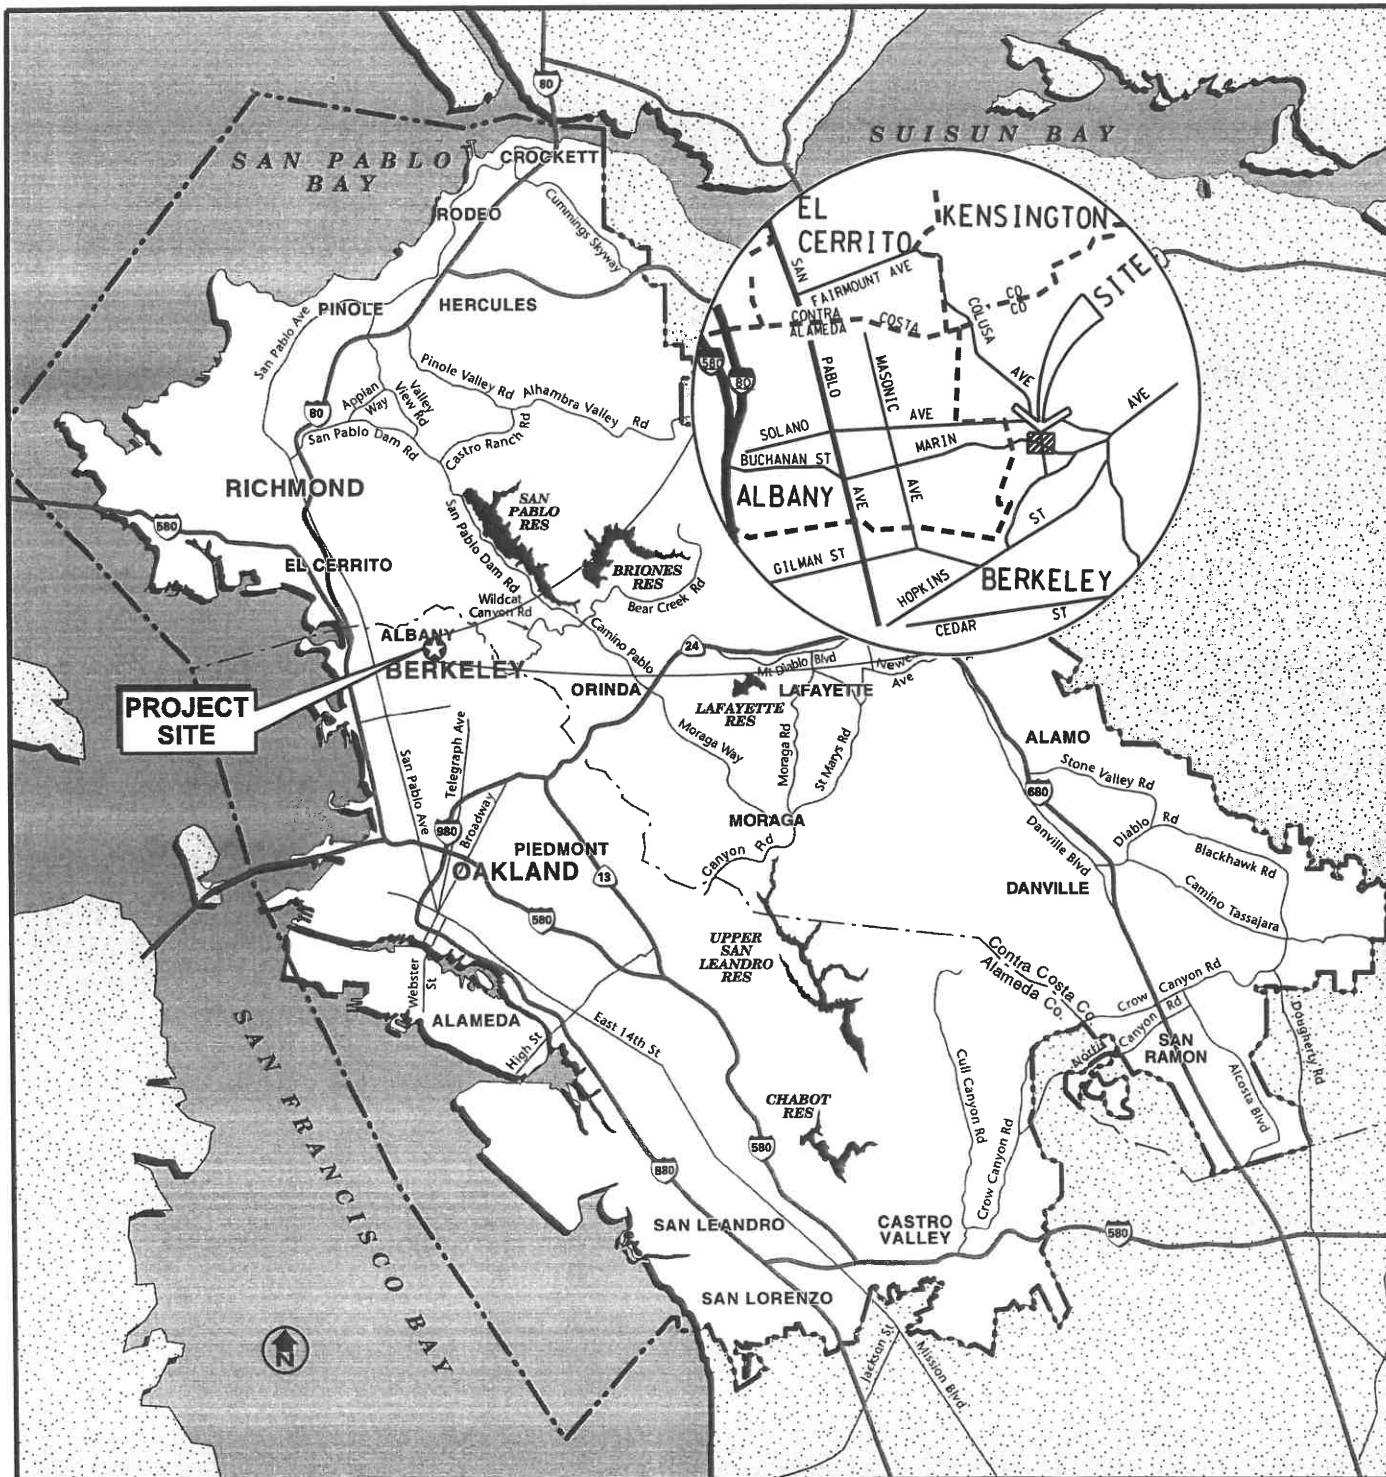 80
SAN PABLO
BAY
SUISUN BAY
CROCKETT
RODEO
Cummings Skyway
PINOLE
HERCULES
San Pablo Ave
80
Appian
Way
Valley
View Rd
Pinole Valley Rd
Alhambra Valley Rd
San Pablo Dam Rd
Castro Ranch Rd
RICHMOND
580
EL CERRITO
SAN
PABLO
RES
San Pablo Dam Rd
BRIONES
RES
Bear Creek Rd
Wildcat
Canyon Rd
Camino Pablo
ALBANY
BERKELEY
PROJECT
SITE
EL
CERRITO
KENSINGTON
SAN
FAIRMOUNT AVE
CONTRA
COSTA
CO
ALAMEDA
CO
COLUSA
AVE
SITE
580
80
PABLO
AVE
MASONIC
AVE
SOLANO
AVE
MARIN
AVE
BUCHANAN ST
ALBANY
GILMAN ST
HOPKINS
ST
BERKELEY
CEDAR
ST
24
Mt Diablo Blvd
Newc
Ave
ORINDA
LAFAYETTE
LAFAYETTE
RES
Moraga Way
Moraga Rd
St Marys Rd
MORAGA
Canyon Rd
ALAMO
Stone Valley Rd
680
Danville Blvd
Diablo Rd
Blackhawk Rd
Camino Tassajara
DANVILLE
San Pablo Ave
Telegraph Ave
980
Broadway
PIEDMONT
OAKLAND
13
580
UPPER
SAN
LEANDRO
RES
Contra Costa Co.
Alameda Co.
Crow Canyon Rd
Norris Canyon Rd
SAN
RAMON
Dougherty Rd
Alcosta Blvd
Webster
St
ALAMEDA
High St
East 14th St
SAN FRANCISCO BAY
CHABOT
RES
Cull Canyon Rd
Crow Canyon Rd
580
880
SAN LEANDRO
CASTRO
VALLEY
580
SAN LORENZO
Jackson St
Mission Blvd.
N